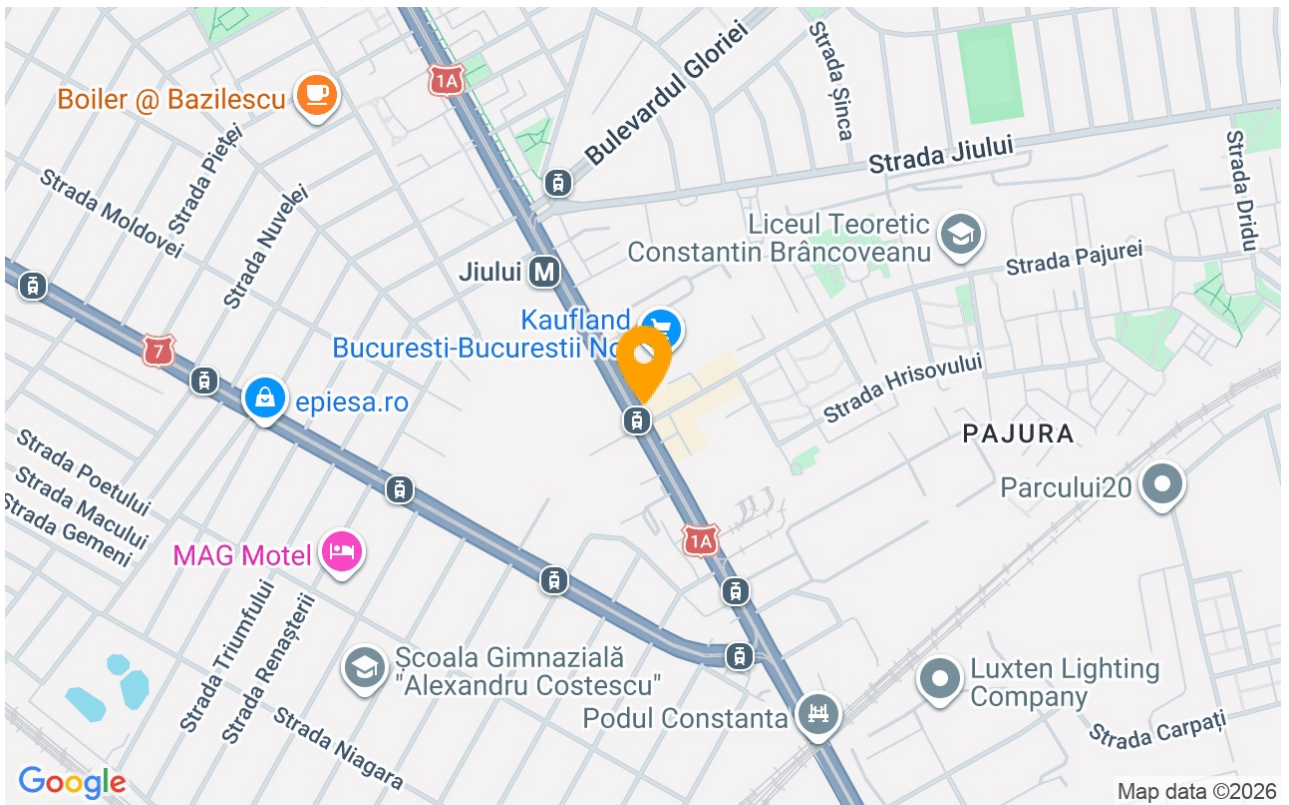 1A
Bulevardul Gloriei
Strada Șinca
Boiler @ Bazilescu
Strada Pieței
Strada Jiului
Strada Dridu
Strada Moldovei
Strada Nuvelei
Liceul Teoretic
Constantin Brâncoveanu
Strada Pajurei
Jiului M
Kaufland
Bucuresti-Bucurestii
7
epiesa.ro
Strada Hrisovului
PAJURA
Strada Poetului
Strada Macului
Strada Gemeni
Parcului20
1A
MAG Motel
Strada Triumfului
Strada Renașterii
Școala Gimnazială
"Alexandru Costescu"
Luxten Lighting
Company
Podul Constanta
Strada Niagara
Strada Carpați
Google
Map data ©2026